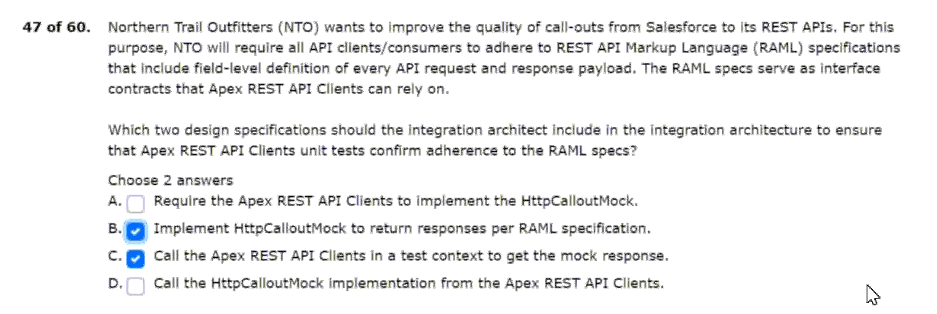 47 of 60. Northern Trail Outfitters (NTO) wants to improve the quality of call-outs from Salesforce to its REST APIs. For this
purpose, NTO will require all API clients/consumers to adhere to REST API Markup Language (RAML) specifications
that include field-level definition of every API request and response payload. The RAML specs serve as interface
contracts that Apex REST API Clients can rely on.
Which two design specifications should the integration architect include in the integration architecture to ensure
that Apex REST API Clients unit tests confirm adherence to the RAML specs?
Choose 2 answers
A. Require the Apex REST API Clients to implement the HttpCalloutMock.
B. Implement HttpCalloutMock to return responses per RAML specification.
C. Call the Apex REST API Clients in a test context to get the mock response.
D. Call the HttpCalloutMock implementation from the Apex REST API Clients.